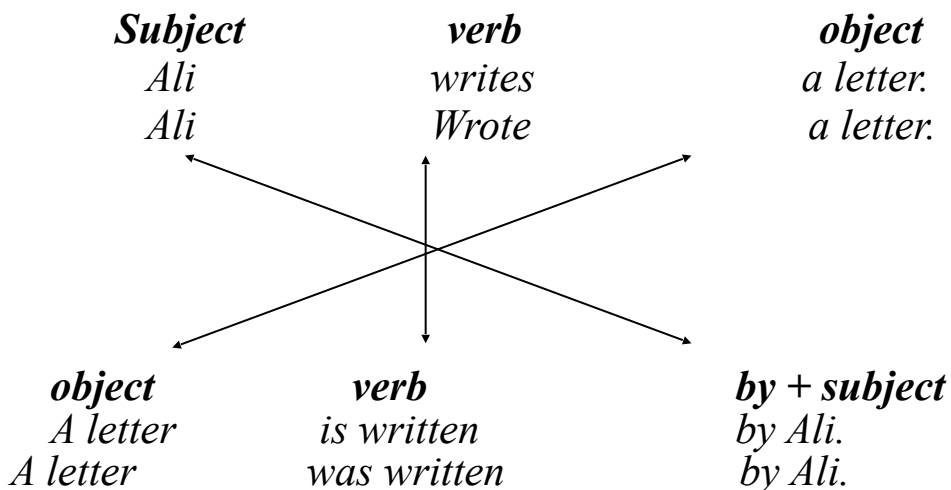 Subject verb object
Ali writes a letter.
Ali Wrote a letter.
object verb by + subject
A letter is written by Ali.
A letter was written by Ali.